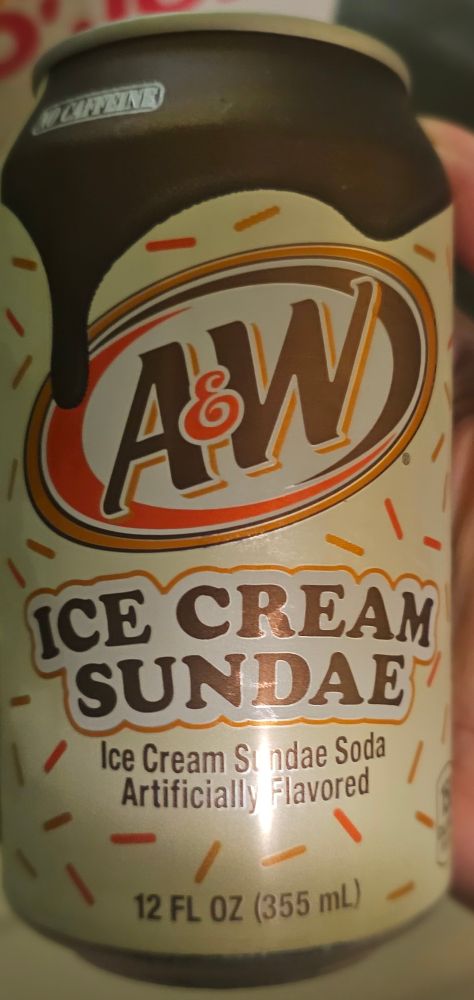 NO CAFFEINE
A&W
®
ICE CREAM
SUNDAE
Ice Cream Sundae Soda
Artificially Flavored
12 FL OZ (355 mL)